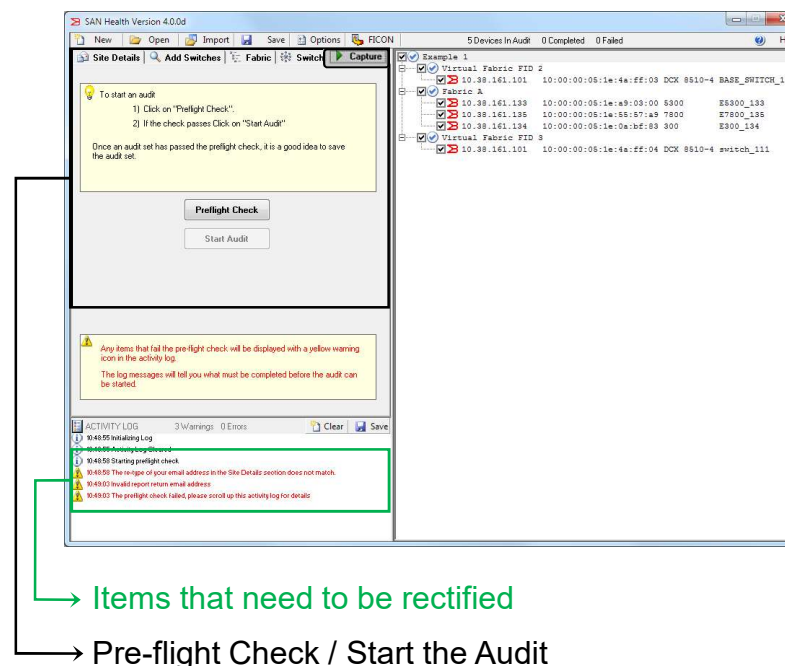 SAN Health Version 4.0.0d
New Open Import Save Options FICON 5 Devices In Audit 0 Completed 0 Failed H
Site Details Add Switches Fabric Switch Capture
To start an audit
1) Click on "Preflight Check".
2) If the check passes Click on "Start Audit"
Once an audit set has passed the preflight check, it is a good idea to save
the audit set.
Preflight Check
Start Audit
Any items that fail the pre-flight check will be displayed with a yellow warning
icon in the activity log.
The log messages will tell you what must be completed before the audit can
be started.
ACTIVITY LOG 3 Warnings 0 Errors Clear Save
10:48:55 Initializing Log
10:48:55 Activity Log Cleared
10:48:58 Starting preflight check
10:48:58 The re-type of your email address in the Site Details section does not match.
10:49:03 Invalid report return email address
10:49:03 The preflight check failed, please scroll up this activity log for details
Example 1
Virtual Fabric FID 2
10.38.161.101 10:00:00:05:1e:4a:ff:03 DCX 8510-4 BASE_SWITCH_1
Fabric A
10.38.161.133 10:00:00:05:1e:a9:03:00 5300 E5300_133
10.38.161.135 10:00:00:05:1e:55:57:a9 7800 E7800_135
10.38.161.134 10:00:00:05:1e:0a:bf:83 300 E300_134
Virtual Fabric FID 3
10.38.161.101 10:00:00:05:1e:4a:ff:04 DCX 8510-4 switch_111
Items that need to be rectified
Pre-flight Check / Start the Audit